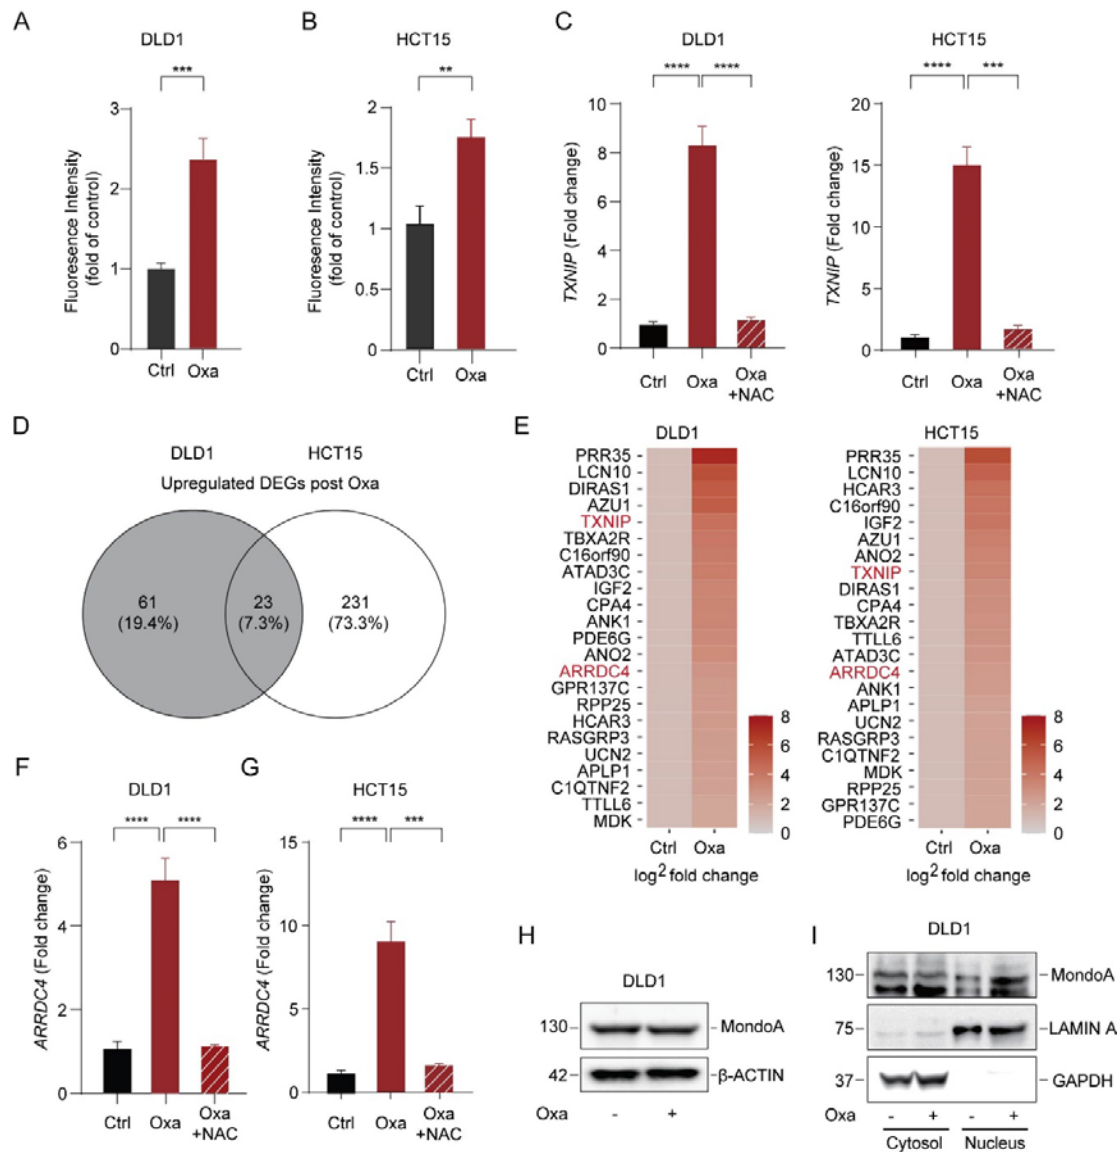 A
DLD1
***
Fluoresence Intensity
(fold of control)
3
2
1
0
Ctrl
Oxa
B
HCT15
**
Fluoresence Intensity
(fold of control)
2
1.5
1
0.5
0
Ctrl
Oxa
C
DLD1
****
****
TXNIP (Fold change)
10
8
6
4
2
0
Ctrl
Oxa
Oxa
+NAC
HCT15
****
***
TXNIP (Fold change)
20
15
10
5
0
Ctrl
Oxa
Oxa
+NAC
D
DLD1
HCT15
Upregulated DEGs post Oxa
61
(19.4%)
23
(7.3%)
231
(73.3%)
E
DLD1
PRR35
LCN10
DIRAS1
AZU1
TXNIP
TBXA2R
C16orf90
ATAD3C
IGF2
CPA4
ANK1
PDE6G
ANO2
ARRDC4
GPR137C
RPP25
HCAR3
RASGRP3
UCN2
APLP1
C1QTNF2
TTLL6
MDK
Ctrl
Oxa
log2 fold change
8
6
4
2
0
HCT15
PRR35
LCN10
HCAR3
C16orf90
IGF2
AZU1
ANO2
TXNIP
DIRAS1
CPA4
TBXA2R
TTLL6
ATAD3C
ARRDC4
ANK1
APLP1
UCN2
RASGRP3
C1QTNF2
MDK
RPP25
GPR137C
PDE6G
Ctrl
Oxa
log2 fold change
8
6
4
2
0
F
DLD1
****
****
ARRDC4 (Fold change)
6
4
2
0
Ctrl
Oxa
Oxa
+NAC
G
HCT15
****
***
ARRDC4 (Fold change)
15
10
5
0
Ctrl
Oxa
Oxa
+NAC
H
DLD1
130
MondoA
42
β-ACTIN
Oxa
-
+
I
DLD1
130
MondoA
75
LAMIN A
37
GAPDH
Oxa
-
+
-
+
Cytosol
Nucleus